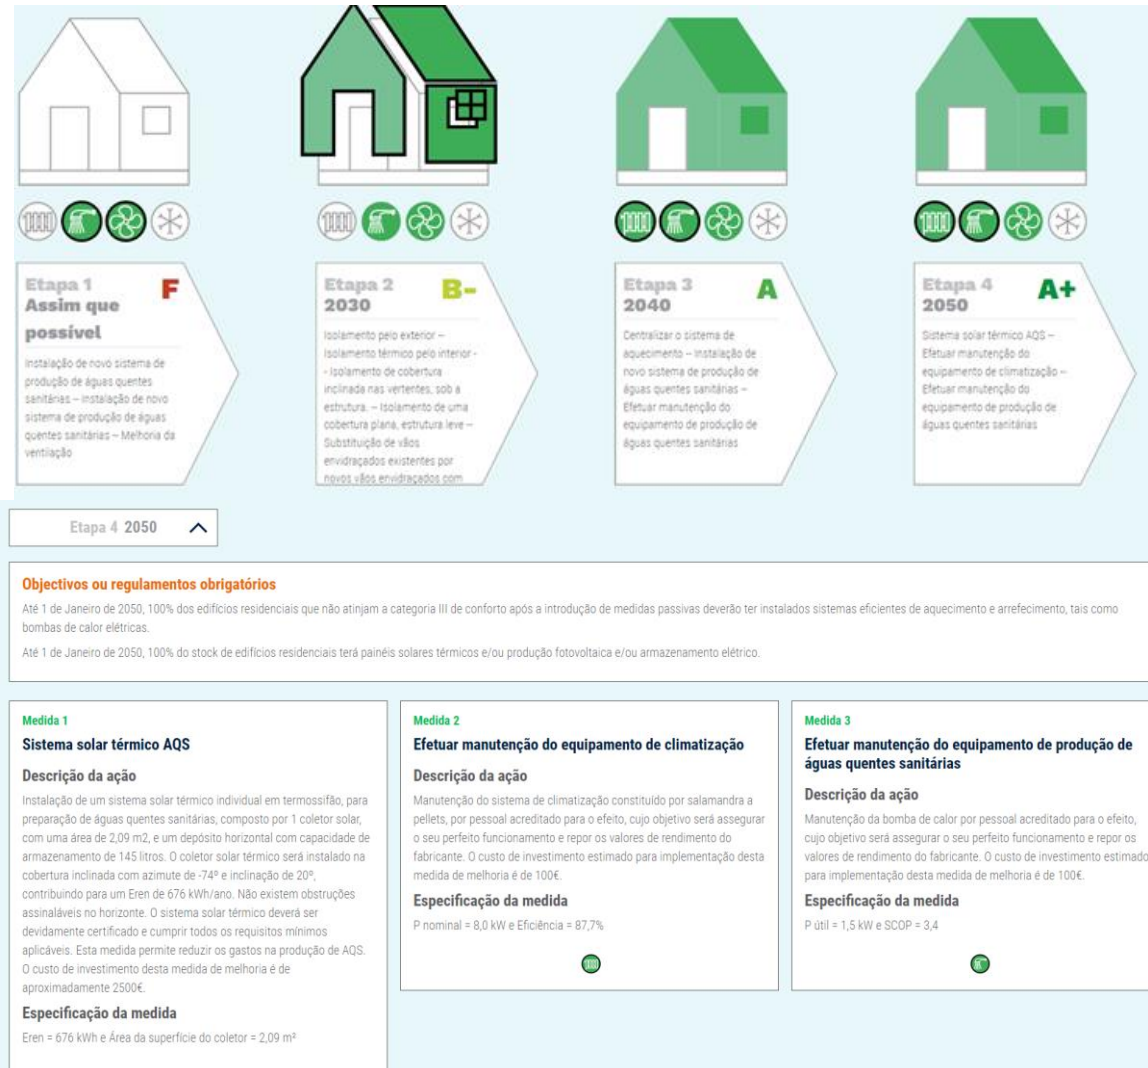 Etapa 1
F
Assim que
possível
Instalação de novo sistema de
produção de águas quentes
sanitárias – Instalação de novo
sistema de produção de águas
quentes sanitárias – Melhoria da
ventilação
Etapa 2
B-
2030
Isolamento pelo exterior –
Isolamento térmico pelo interior -
- Isolamento de cobertura
inclinada nas vertentes, sob a
estrutura. – Isolamento de uma
cobertura plana, estrutura leve –
Substituição de vãos
envidraçados existentes por
novos vãos envidraçados com
Etapa 3
A
2040
Centralizar o sistema de
aquecimento – Instalação de
novo sistema de produção de
águas quentes sanitárias –
Efetuar manutenção do
equipamento de produção de
águas quentes sanitárias
Etapa 4
A+
2050
Sistema solar térmico AQS –
Efetuar manutenção do
equipamento de climatização –
Efetuar manutenção do
equipamento de produção de
águas quentes sanitárias
Etapa 4 2050
Objectivos ou regulamentos obrigatórios
Até 1 de Janeiro de 2050, 100% dos edifícios residenciais que não atinjam a categoria III de conforto após a introdução de medidas passivas deverão ter instalados sistemas eficientes de aquecimento e arrefecimento, tais como
bombas de calor elétricas.
Até 1 de Janeiro de 2050, 100% do stock de edifícios residenciais terá painéis solares térmicos e/ou produção fotovoltaica e/ou armazenamento elétrico.
Medida 1
Sistema solar térmico AQS
Descrição da ação
Instalação de um sistema solar térmico individual em termossifão, para
preparação de águas quentes sanitárias, composto por 1 coletor solar,
com uma área de 2,09 m2, e um depósito horizontal com capacidade de
armazenamento de 145 litros. O coletor solar térmico será instalado na
cobertura inclinada com azimute de -74º e inclinação de 20º,
contribuindo para um Eren de 676 kWh/ano. Não existem obstruções
assinaláveis no horizonte. O sistema solar térmico deverá ser
devidamente certificado e cumprir todos os requisitos mínimos
aplicáveis. Esta medida permite reduzir os gastos na produção de AQS.
O custo de investimento desta medida de melhoria é de
aproximadamente 2500€.
Especificação da medida
Eren = 676 kWh e Área da superfície do coletor = 2,09 m²
Medida 2
Efetuar manutenção do equipamento de climatização
Descrição da ação
Manutenção do sistema de climatização constituído por salamandra a
pellets, por pessoal acreditado para o efeito, cujo objetivo será assegurar
o seu perfeito funcionamento e repor os valores de rendimento do
fabricante. O custo de investimento estimado para implementação desta
medida de melhoria é de 100€.
Especificação da medida
P nominal = 8,0 kW e Eficiência = 87,7%
Medida 3
Efetuar manutenção do equipamento de produção de
águas quentes sanitárias
Descrição da ação
Manutenção da bomba de calor por pessoal acreditado para o efeito,
cujo objetivo será assegurar o seu perfeito funcionamento e repor os
valores de rendimento do fabricante. O custo de investimento estimado
para implementação desta medida de melhoria é de 100€.
Especificação da medida
P útil = 1,5 kW e SCOP = 3,4